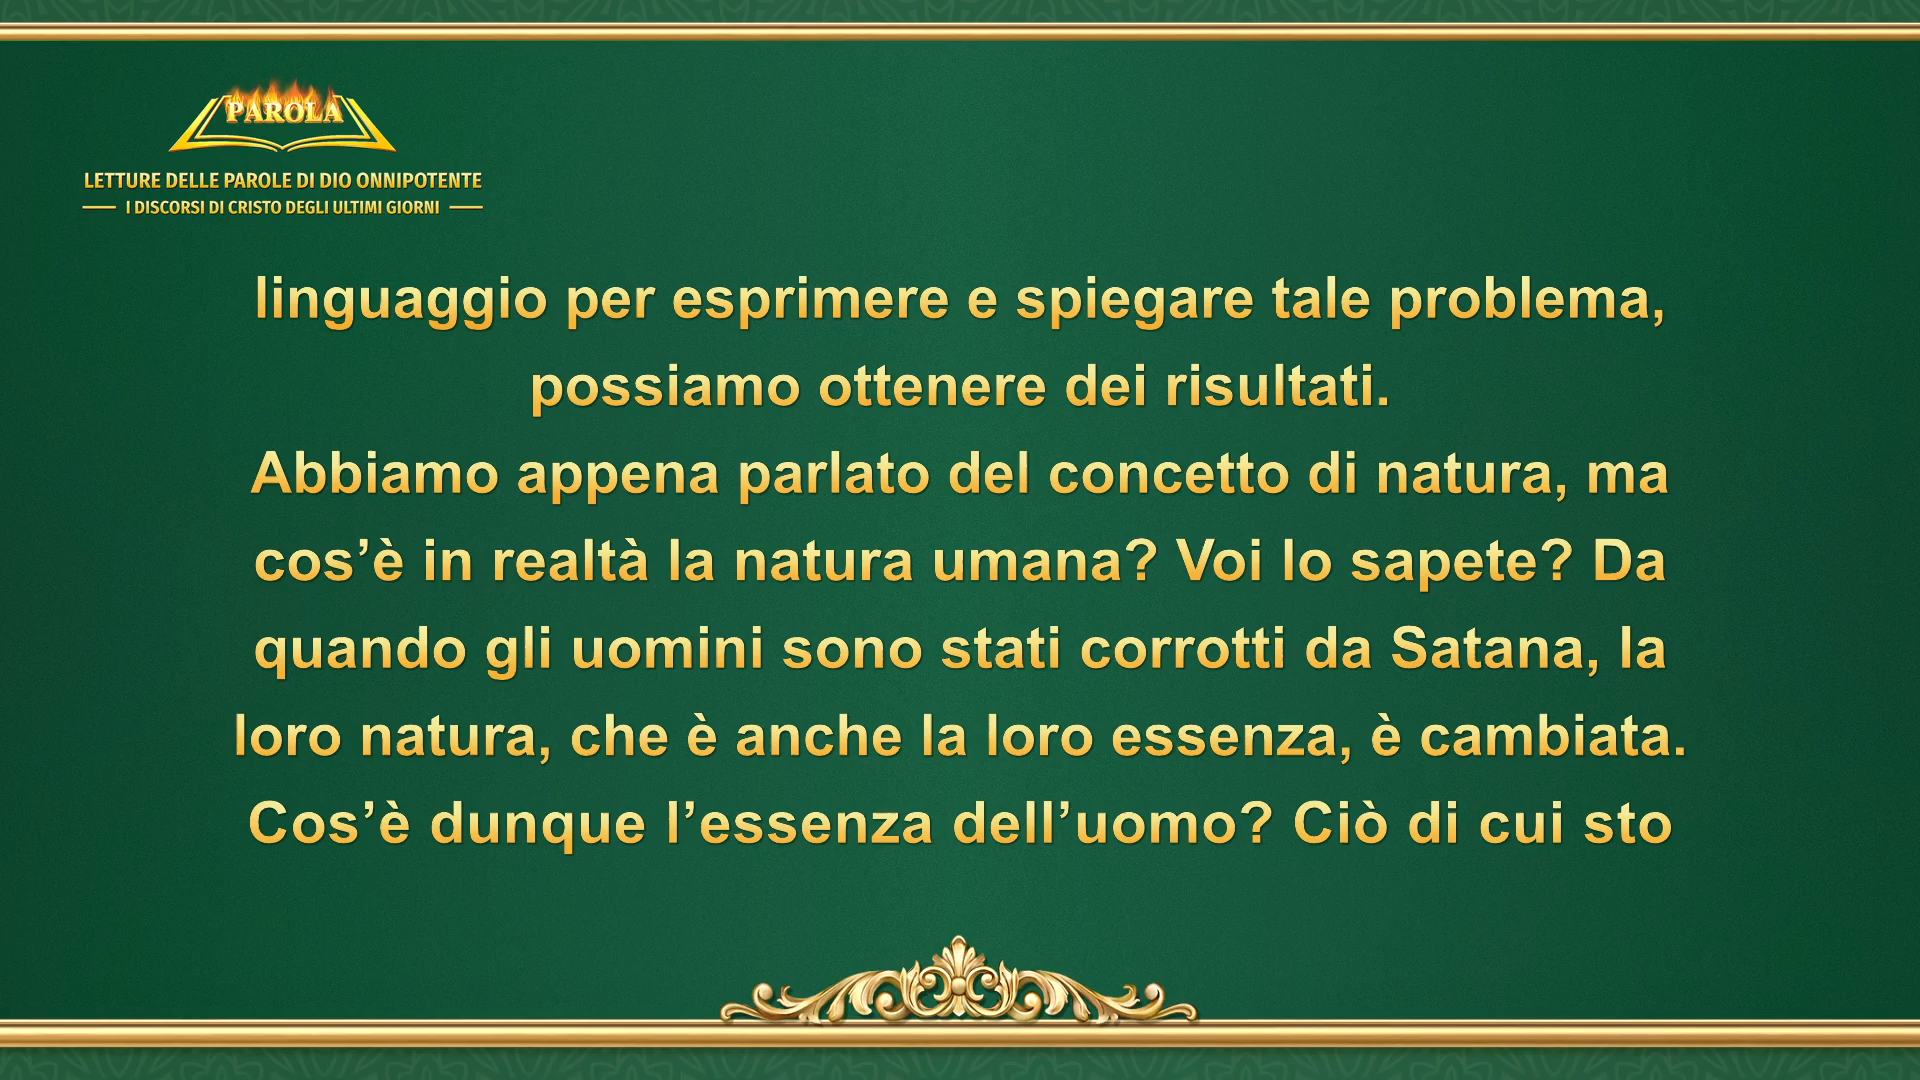 PAROLA
LETTURE DELLE PAROLE DI DIO ONNIPOTENTE
I DISCORSI DI CRISTO DEGLI ULTIMI GIORNI
linguaggio per esprimere e spiegare tale problema,
possiamo ottenere dei risultati.
Abbiamo appena parlato del concetto di natura, ma
cos’è in realtà la natura umana? Voi lo sapete? Da
quando gli uomini sono stati corrotti da Satana, la
loro natura, che è anche la loro essenza, è cambiata.
Cos’è dunque l’essenza dell’uomo? Ciò di cui sto